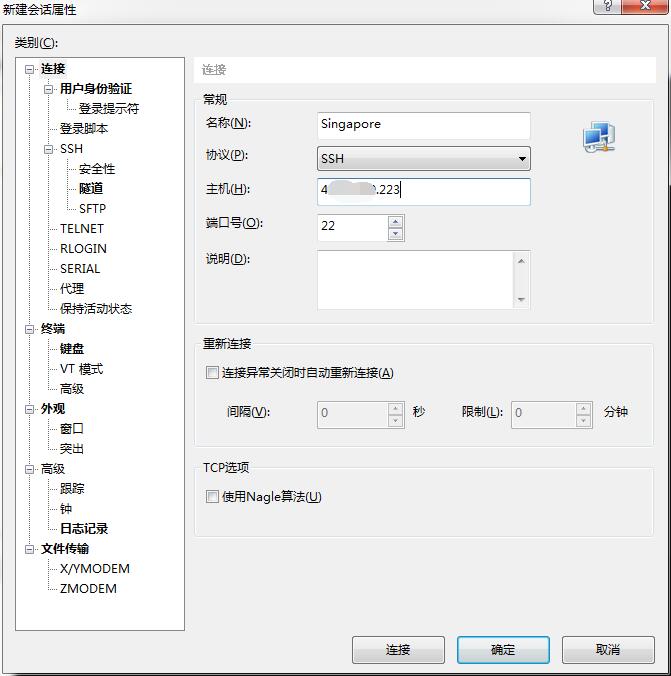 新建会话属性
类别(C):
连接
用户身份验证
登录提示符
登录脚本
SSH
安全性
隧道
SFTP
TELNET
RLOGIN
SERIAL
代理
保持活动状态
终端
键盘
VT 模式
高级
外观
窗口
突出
高级
跟踪
钟
日志记录
文件传输
X/YMODEM
ZMODEM
连接
常规
名称(N): Singapore
协议(P): SSH
主机(H): 4 .223
端口号(O): 22
说明(D):
重新连接
连接异常关闭时自动重新连接(A)
间隔(V): 0 秒 限制(L): 0 分钟
TCP选项
使用Nagle算法(U)
连接 确定 取消